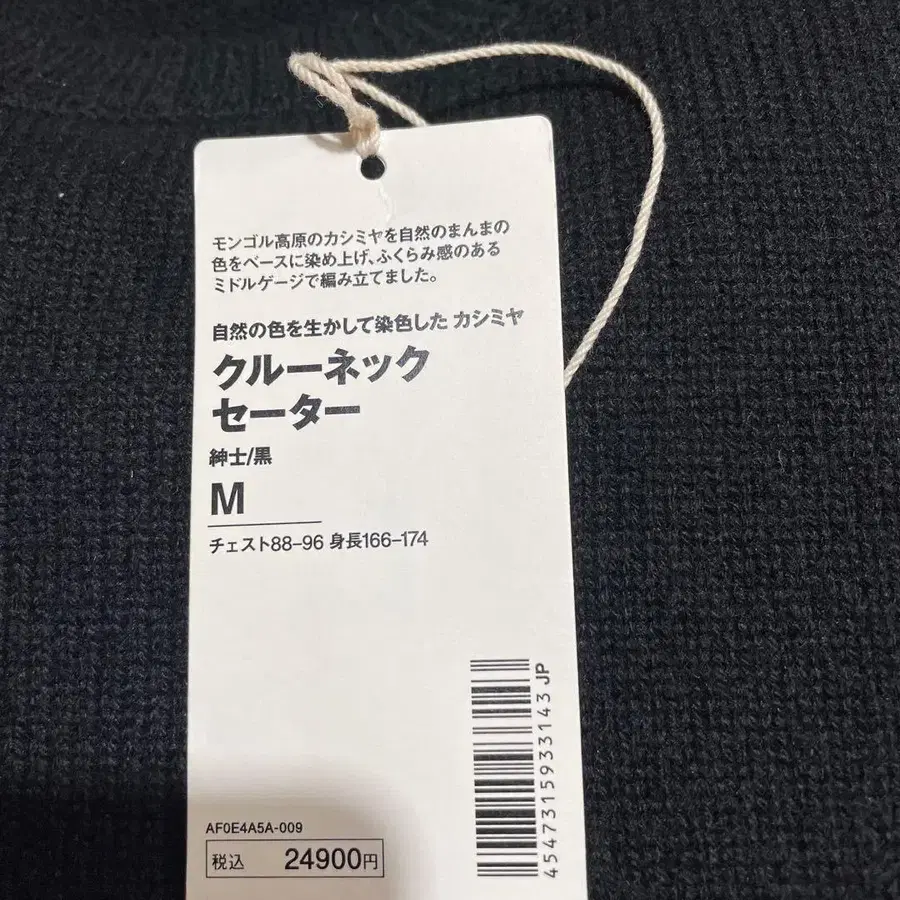 モンゴル高原のカシミヤを自然のまんまの
色をベースに染め上げ、ふくらみ感のある
ミドルゲージで編み立てました。
自然の色を生かして染色した カシミヤ
クルーネック
セーター
紳士/黒
M
チェスト88-96 身長166-174
4547315933143 JP
AF0E4A5A-009
税込 24900円